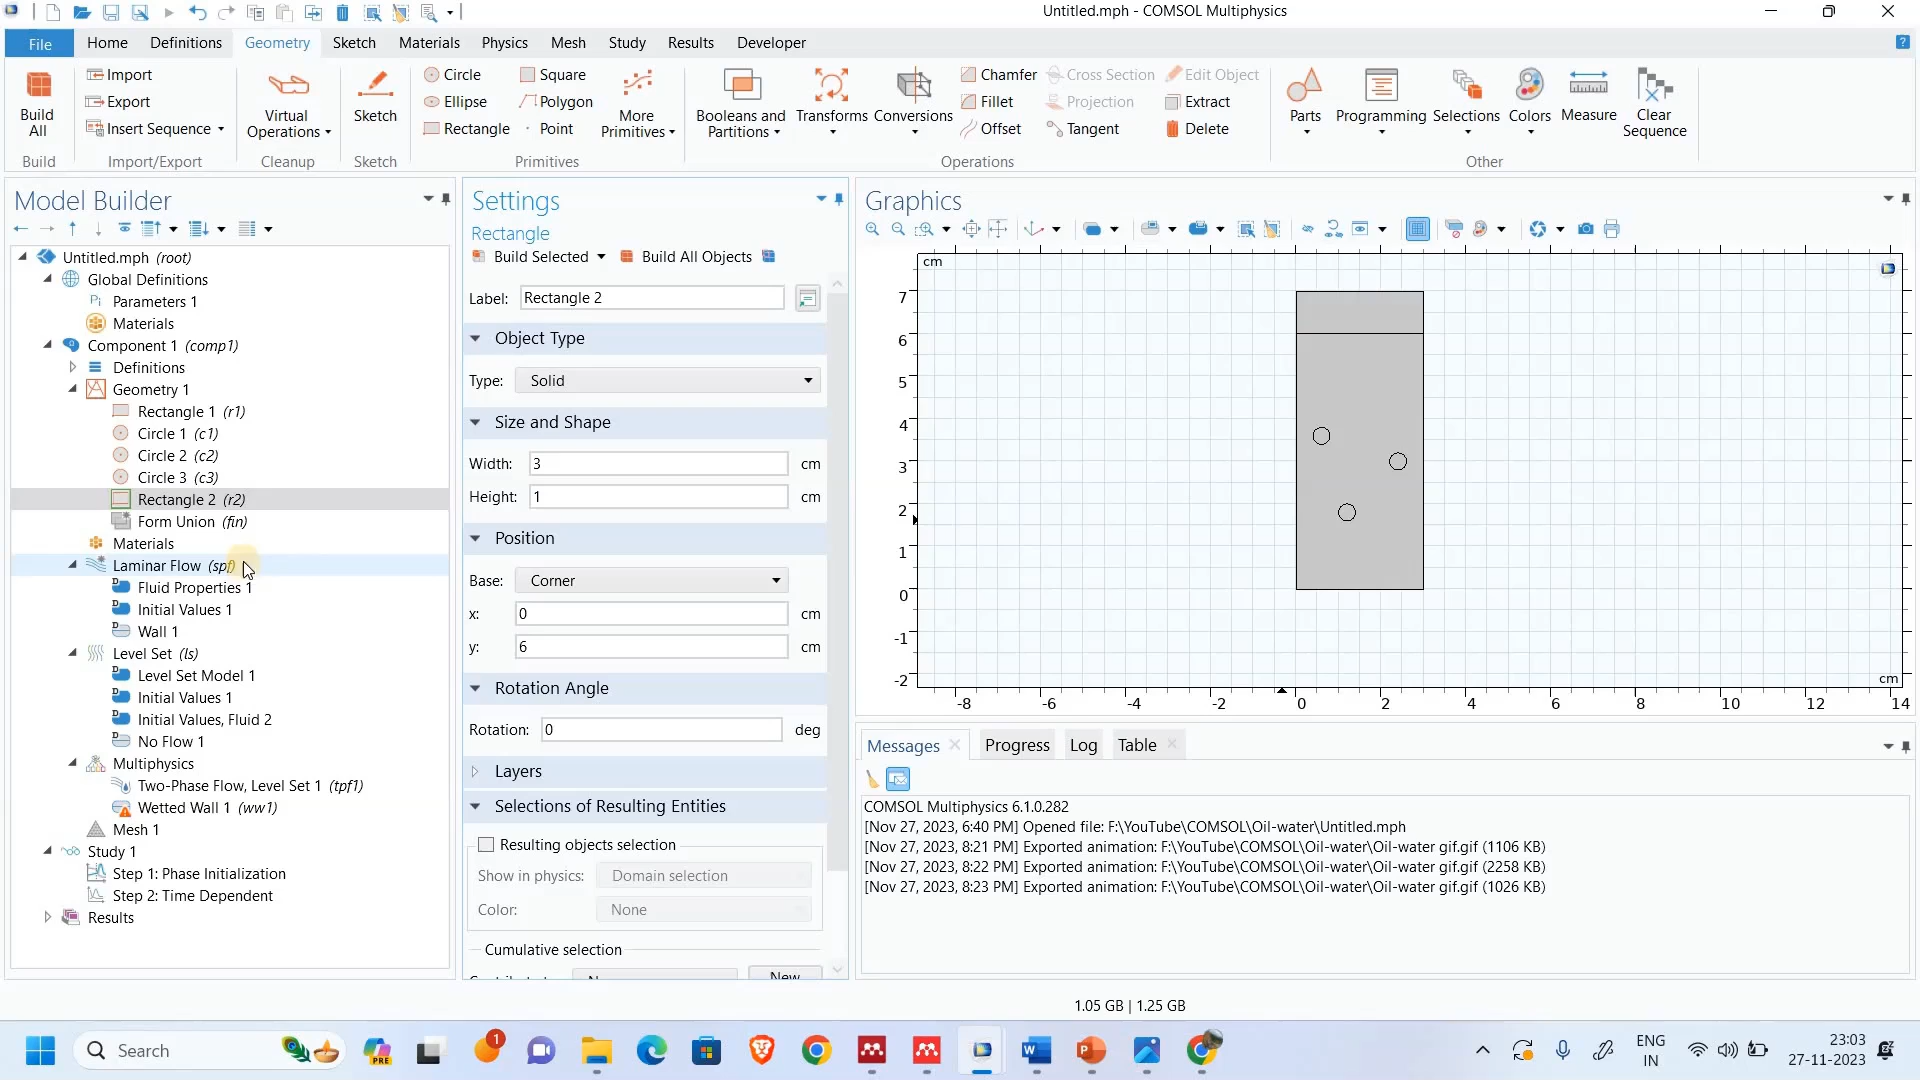 Untitled.mph - COMSOL Multiphysics
File Home Definitions Geometry Sketch Materials Physics Mesh Study Results Developer
Build All
Build
Import
Export
Insert Sequence
Import/Export
Virtual Operations
Cleanup
Sketch
Sketch
Circle
Ellipse
Rectangle
Square
Polygon
Point
More Primitives
Primitives
Booleans and Partitions
Transforms
Conversions
Chamfer
Fillet
Offset
Cross Section
Projection
Tangent
Edit Object
Extract
Delete
Operations
Parts
Programming
Selections
Colors
Measure
Clear Sequence
Other
Model Builder
Untitled.mph (root)
Global Definitions
Pi Parameters 1
Materials
Component 1 (comp1)
Definitions
Geometry 1
Rectangle 1 (r1)
Circle 1 (c1)
Circle 2 (c2)
Circle 3 (c3)
Rectangle 2 (r2)
Form Union (fin)
Materials
Laminar Flow (spf)
Fluid Properties 1
Initial Values 1
Wall 1
Level Set (ls)
Level Set Model 1
Initial Values 1
Initial Values, Fluid 2
No Flow 1
Multiphysics
Two-Phase Flow, Level Set 1 (tpf1)
Wetted Wall 1 (ww1)
Mesh 1
Study 1
Step 1: Phase Initialization
Step 2: Time Dependent
Results
Settings
Rectangle
Build Selected Build All Objects
Label: Rectangle 2
Object Type
Type: Solid
Size and Shape
Width: 3 cm
Height: 1 cm
Position
Base: Corner
x: 0 cm
y: 6 cm
Rotation Angle
Rotation: 0 deg
Layers
Selections of Resulting Entities
Resulting objects selection
Show in physics: Domain selection
Color: None
Cumulative selection
New
Graphics
cm
7
6
5
4
3
2
1
0
-1
-2
cm
-8 -6 -4 -2 0 2 4 6 8 10 12 14
Messages Progress Log Table
COMSOL Multiphysics 6.1.0.282
[Nov 27, 2023, 6:40 PM] Opened file: F:\YouTube\COMSOL\Oil-water\Untitled.mph
[Nov 27, 2023, 8:21 PM] Exported animation: F:\YouTube\COMSOL\Oil-water\Oil-water gif.gif (1106 KB)
[Nov 27, 2023, 8:22 PM] Exported animation: F:\YouTube\COMSOL\Oil-water\Oil-water gif.gif (2258 KB)
[Nov 27, 2023, 8:23 PM] Exported animation: F:\YouTube\COMSOL\Oil-water\Oil-water gif.gif (1026 KB)
1.05 GB | 1.25 GB
Search
PRE
1
ENG
IN
23:03
27-11-2023